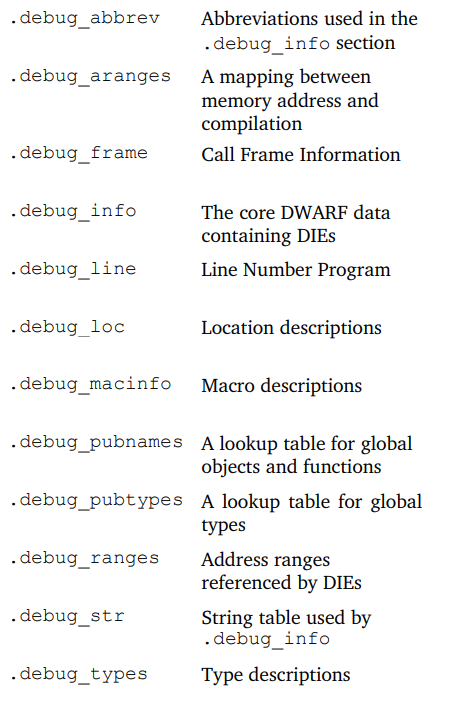 .debug_abbrev Abbreviations used in the
.debug_info section
.debug_aranges A mapping between
memory address and
compilation
.debug_frame Call Frame Information
.debug_info The core DWARF data
containing DIEs
.debug_line Line Number Program
.debug_loc Location descriptions
.debug_macinfo Macro descriptions
.debug_pubnames A lookup table for global
objects and functions
.debug_pubtypes A lookup table for global
types
.debug_ranges Address ranges
referenced by DIEs
.debug_str String table used by
.debug_info
.debug_types Type descriptions